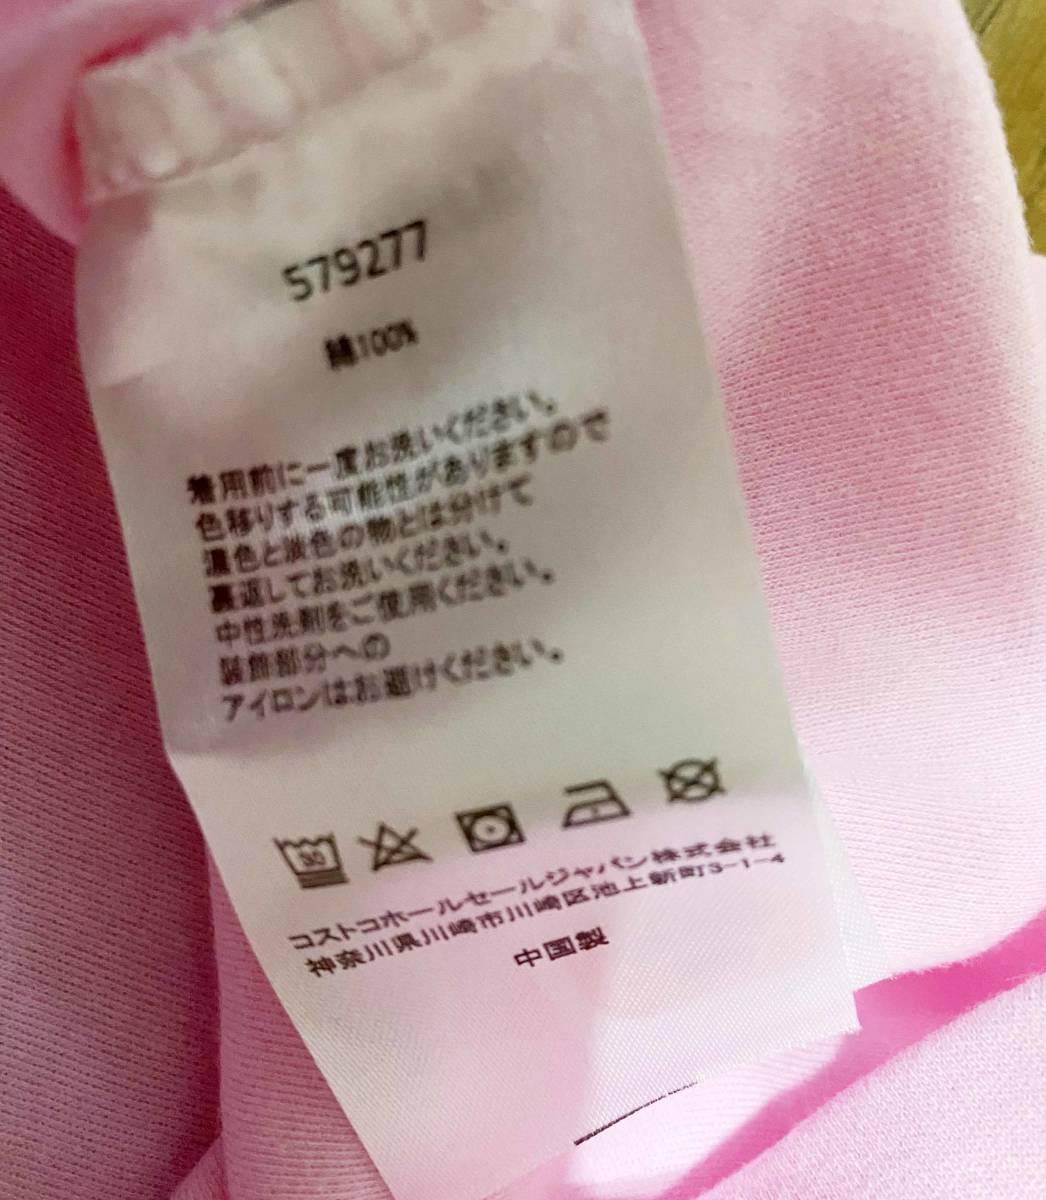 579277
綿100%
着用前に一度お洗いください。
色移りする可能性がありますので
濃色と淡色の物とは分けて
裏返してお洗いください。
中性洗剤をご使用ください。
装飾部分への
アイロンはお避けください。
30
コストコホールセールジャパン株式会社
神奈川県川崎市川崎区池上新町3-1-4
中国製